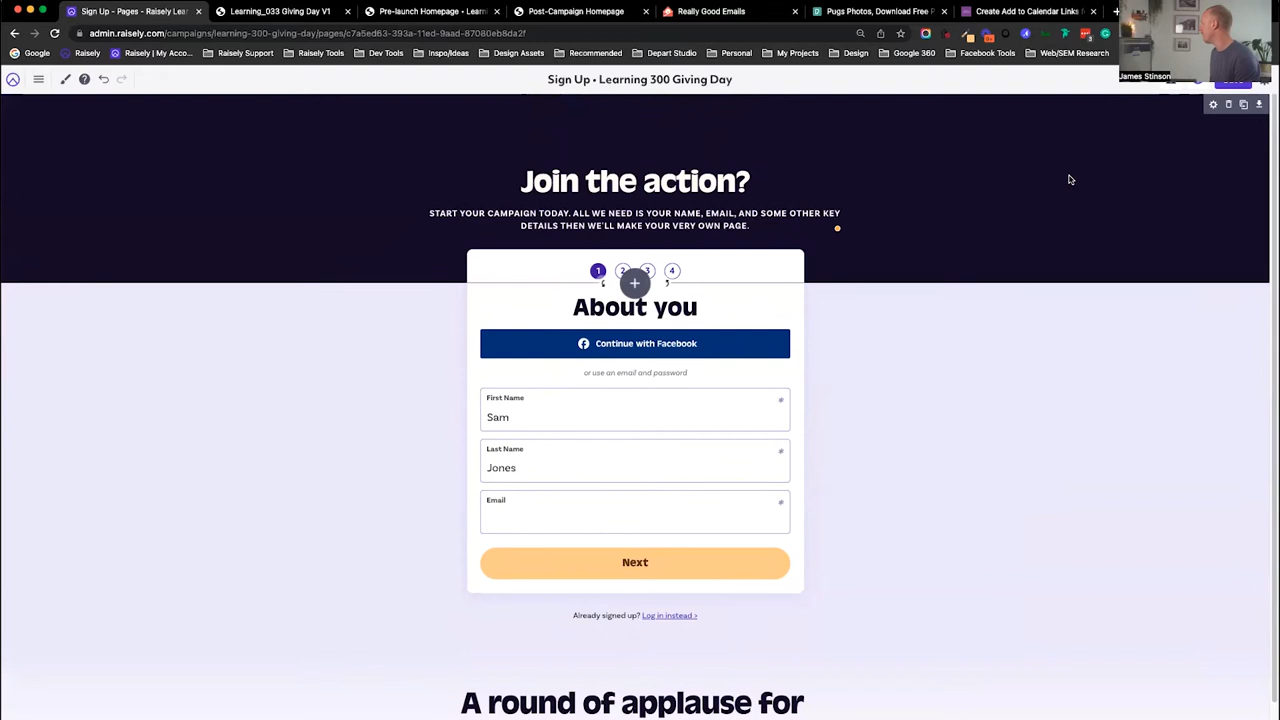 Sign Up - Pages - Raisely Lear
Learning_033 Giving Day V1
Pre-launch Homepage - Learni
Post-Campaign Homepage
Really Good Emails
Pugs Photos, Download Free P
Create Add to Calendar Links f
admin.raisely.com/campaigns/learning-300-giving-day/pages/c7a5ed63-393a-11ed-9aad-87080eb8da2f
Google
Raisely
Raisely | My Acco...
Raisely Support
Raisely Tools
Dev Tools
Inspo/Ideas
Design Assets
Recommended
Depart Studio
Personal
My Projects
Design
Google 360
Facebook Tools
Web/SEM Research
James Stinson
Sign Up • Learning 300 Giving Day
Join the action?
START YOUR CAMPAIGN TODAY. ALL WE NEED IS YOUR NAME, EMAIL, AND SOME OTHER KEY
DETAILS THEN WE'LL MAKE YOUR VERY OWN PAGE.
1 2 3 4
About you
Continue with Facebook
or use an email and password
First Name *
Sam
Last Name *
Jones
Email *
Next
Already signed up? Log in instead >
A round of applause for